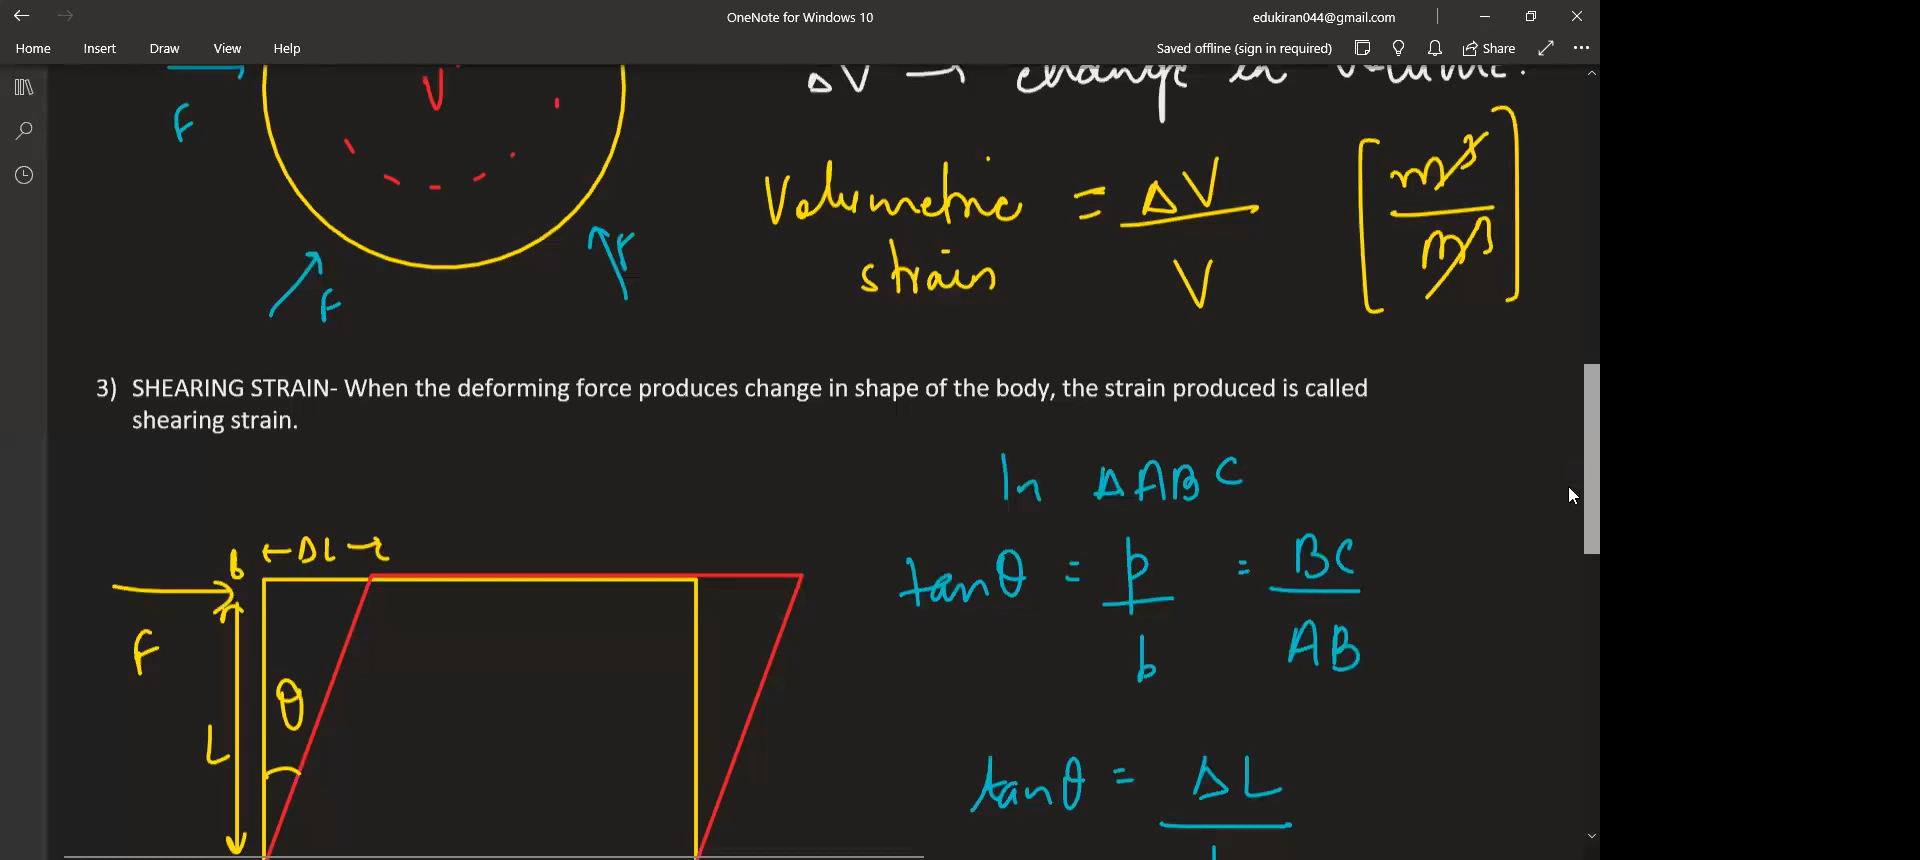 OneNote for Windows 10
edukiran044@gmail.com
Home Insert Draw View Help
Saved offline (sign in required)
Share
F
V
ΔV → change in volume.
Volumetric = ΔV
strain V
[m3
m3]
F
F
3) SHEARING STRAIN- When the deforming force produces change in shape of the body, the strain produced is called
shearing strain.
In ΔABC
b ←ΔL→
F
L
θ
tanθ = p = BC
b AB
tanθ = ΔL